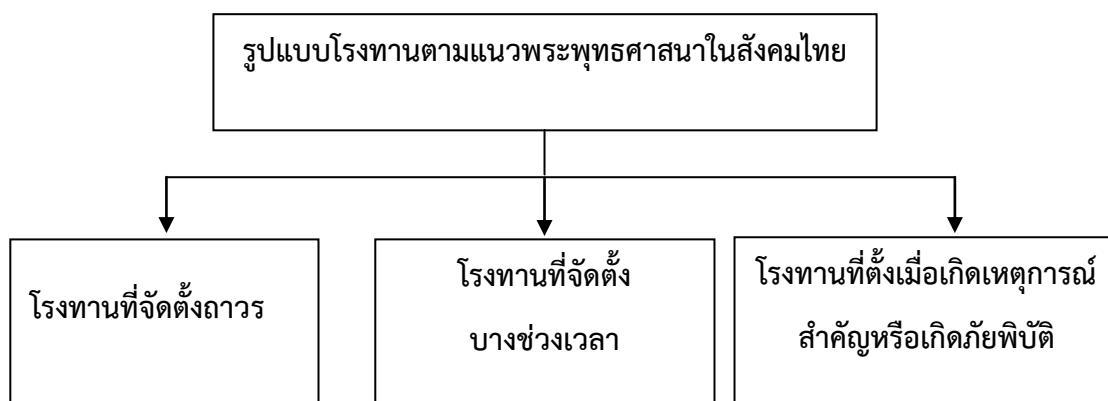 รูปแบบโรงทานตามแนวพระพุทธศาสนาในสังคมไทย
โรงทานที่จัดตั้งถาวร
โรงทานที่จัดตั้ง
บางช่วงเวลา
โรงทานที่ตั้งเมื่อเกิดเหตุการณ์
สำคัญหรือเกิดภัยพิบัติ